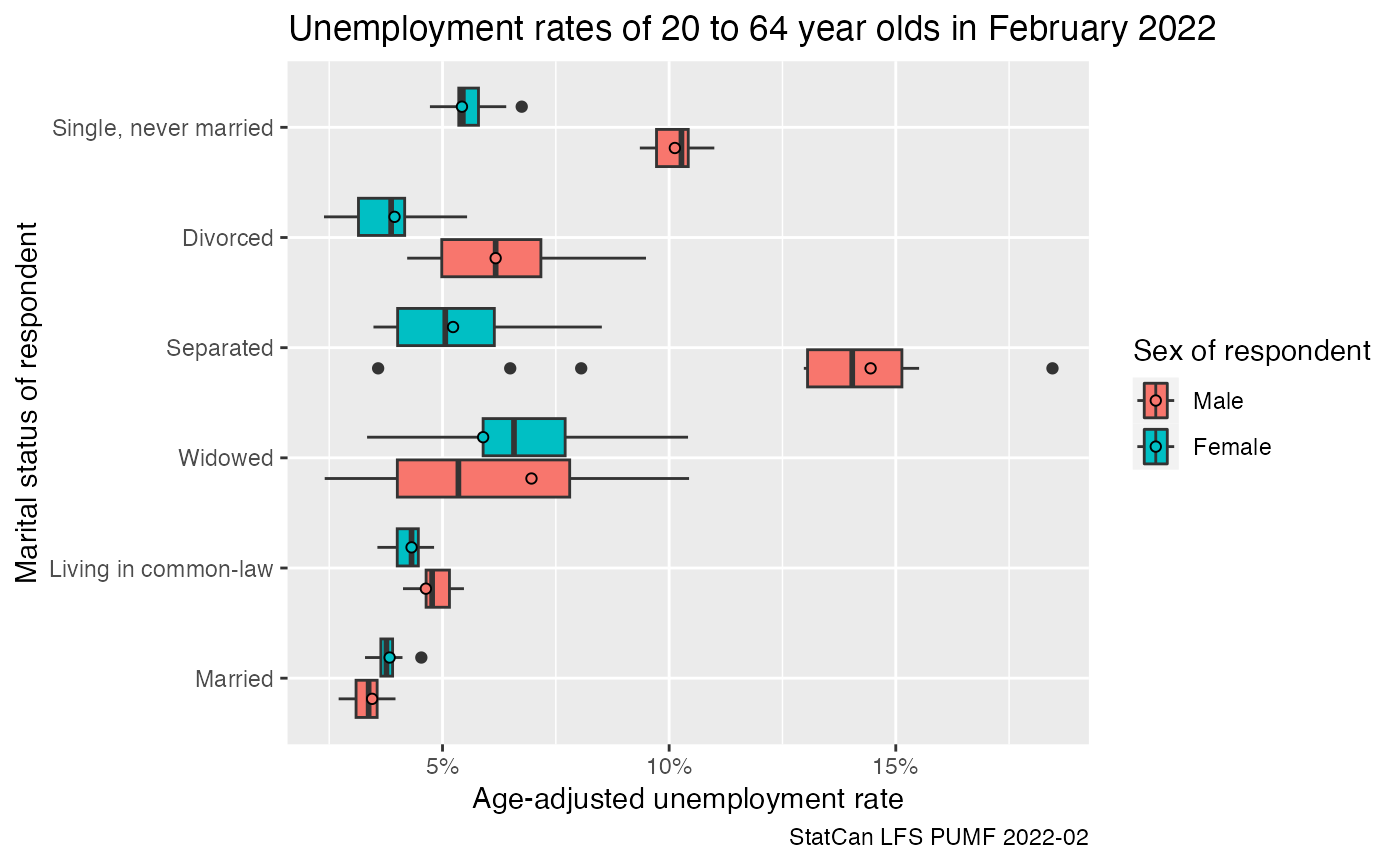 Unemployment rates of 20 to 64 year olds in February 2022
Marital status of respondent
Single, never married
Divorced
Separated
Widowed
Living in common-law
Married
5%
10%
15%
Age-adjusted unemployment rate
Sex of respondent
Male
Female
StatCan LFS PUMF 2022-02